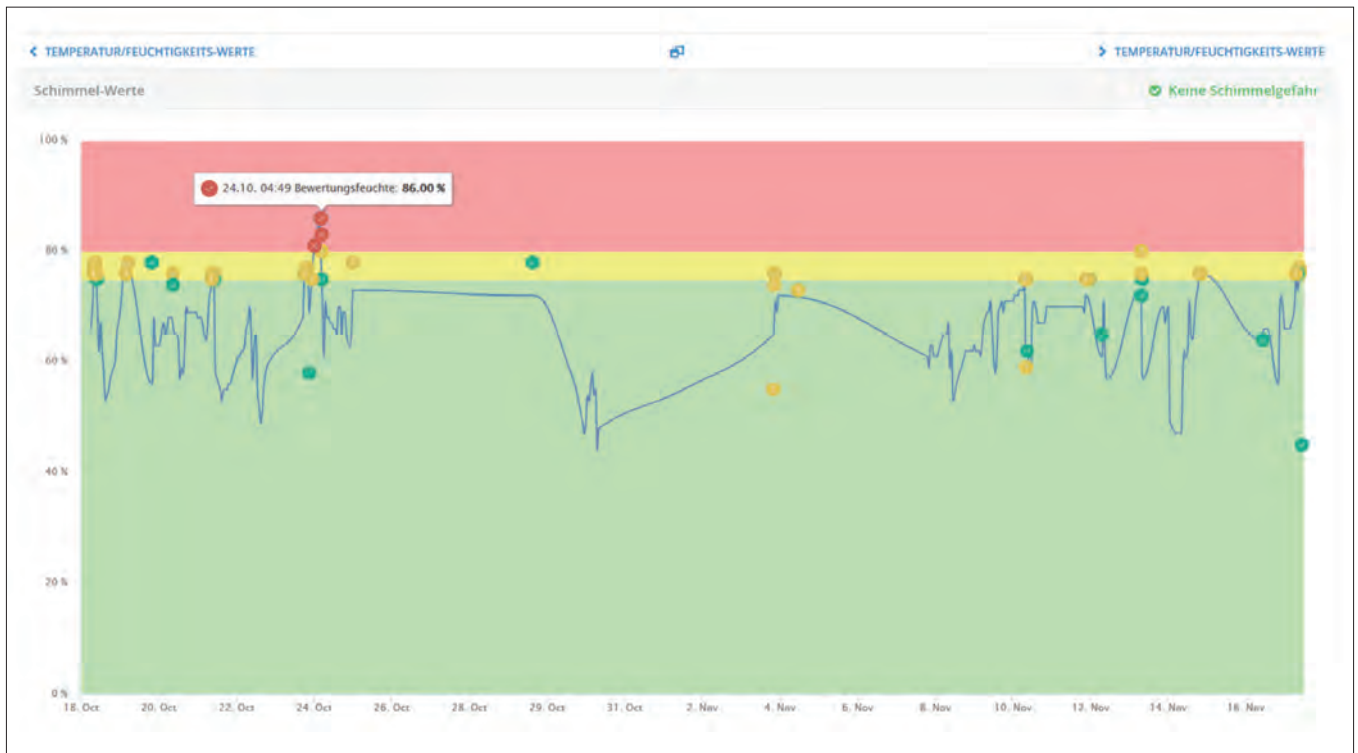 TEMPERATUR/FEUCHTIGKEITS-WERTE
TEMPERATUR/FEUCHTIGKEITS-WERTE
Schimmel-Werte
Keine Schimmelgefahr
100 %
24.10. 04:49 Bewertungsfeuchte: 86.00 %
80 %
60 %
40 %
20 %
0 %
18. Oct 20. Oct 22. Oct 24. Oct 26. Oct 28. Oct 29. Oct 31. Oct 2. Nov 4. Nov 6. Nov 8. Nov 10. Nov 12. Nov 14. Nov 16. Nov